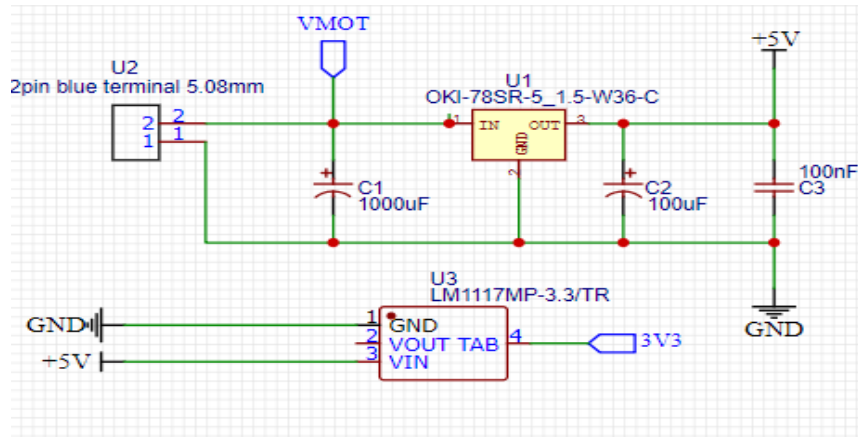 VMOT
+5V
U2
2pin blue terminal 5.08mm
U1
OKI-78SR-5_1.5-W36-C
2 2
1 1
1 IN OUT 3
GND
2
+
C1
1000uF
+
C2
100uF
100nF
C3
U3
LM1117MP-3.3/TR
GND
GND 1 GND
2 VOUT TAB 4 3V3
+5V 3 VIN